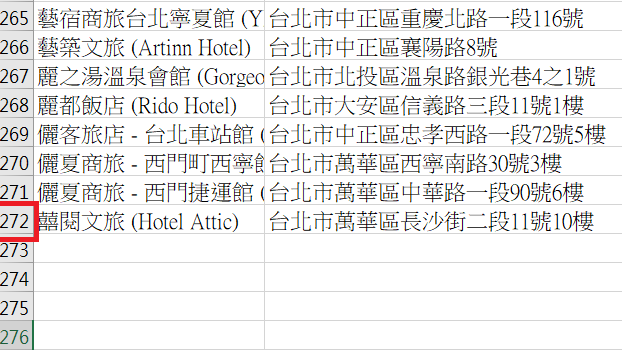 265 藝宿商旅台北寧夏館 (Y 台北市中正區重慶北路一段116號
266 藝築文旅 (Artinn Hotel) 台北市中正區襄陽路8號
267 麗之湯溫泉會館 (Gorgeo 台北市北投區溫泉路銀光巷4之1號
268 麗都飯店 (Rido Hotel) 台北市大安區信義路三段11號1樓
269 儷客旅店 - 台北車站館 ( 台北市中正區忠孝西路一段72號5樓
270 儷夏商旅 - 西門町西寧館 台北市萬華區西寧南路30號3樓
271 儷夏商旅 - 西門捷運館 ( 台北市萬華區中華路一段90號6樓
272 囍閱文旅 (Hotel Attic) 台北市萬華區長沙街二段11號10樓
273
274
275
276